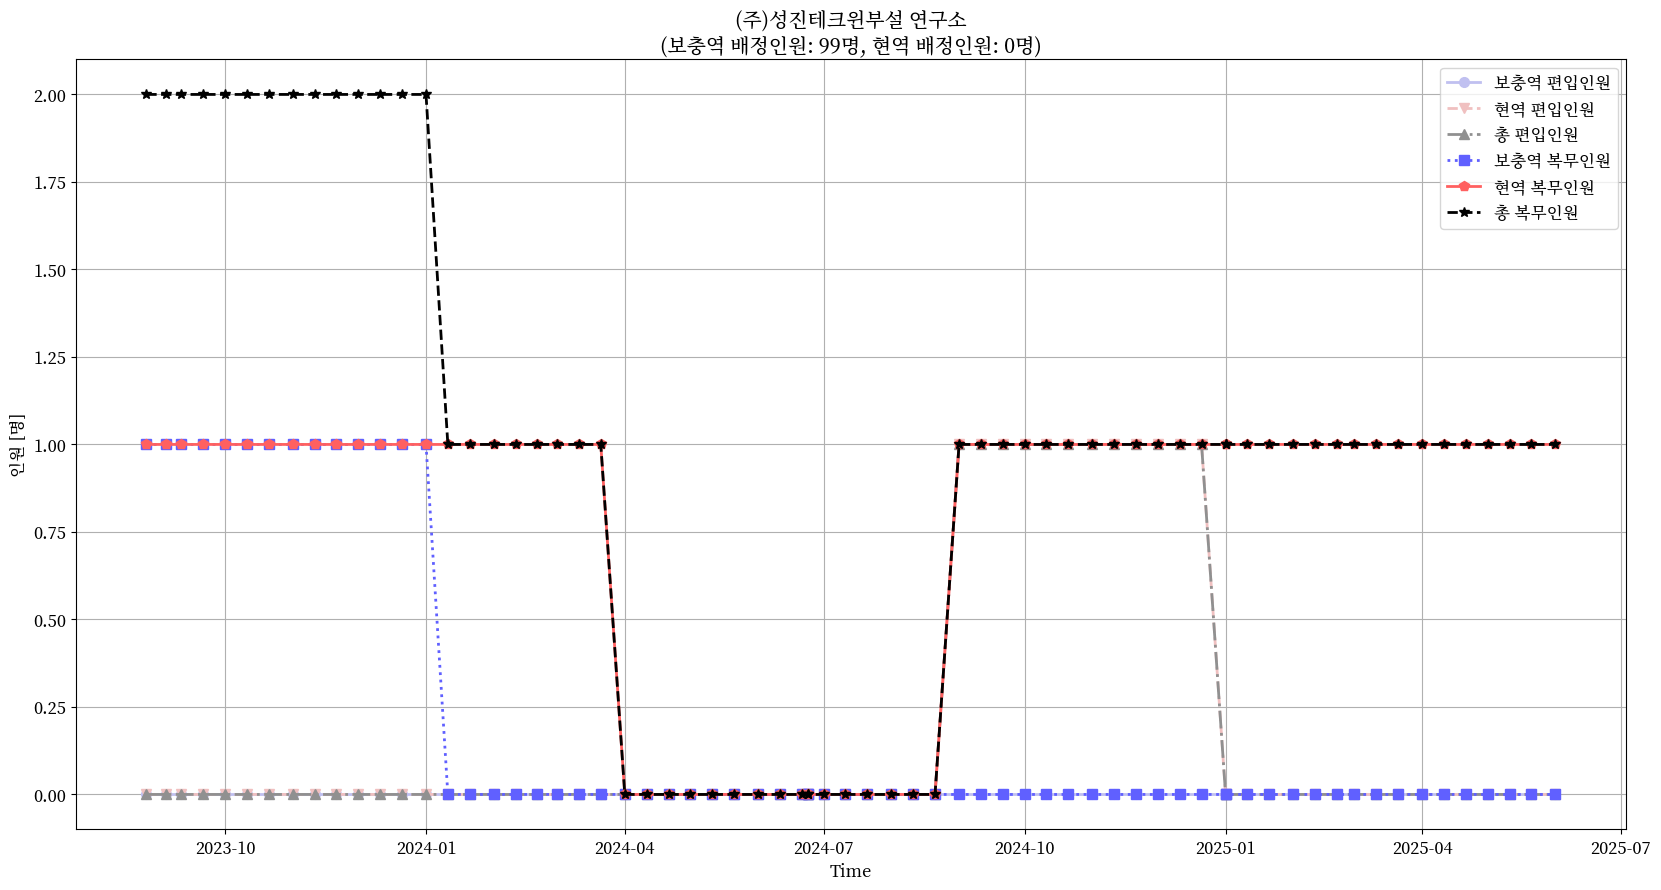 (주)성진테크윈부설 연구소
(보충역 배정인원: 99명, 현역 배정인원: 0명)
보충역 편입인원
현역 편입인원
총 편입인원
보충역 복무인원
현역 복무인원
총 복무인원
인원 [명]
2.00
1.75
1.50
1.25
1.00
0.75
0.50
0.25
0.00
2023-10
2024-01
2024-04
2024-07
2024-10
2025-01
2025-04
2025-07
Time